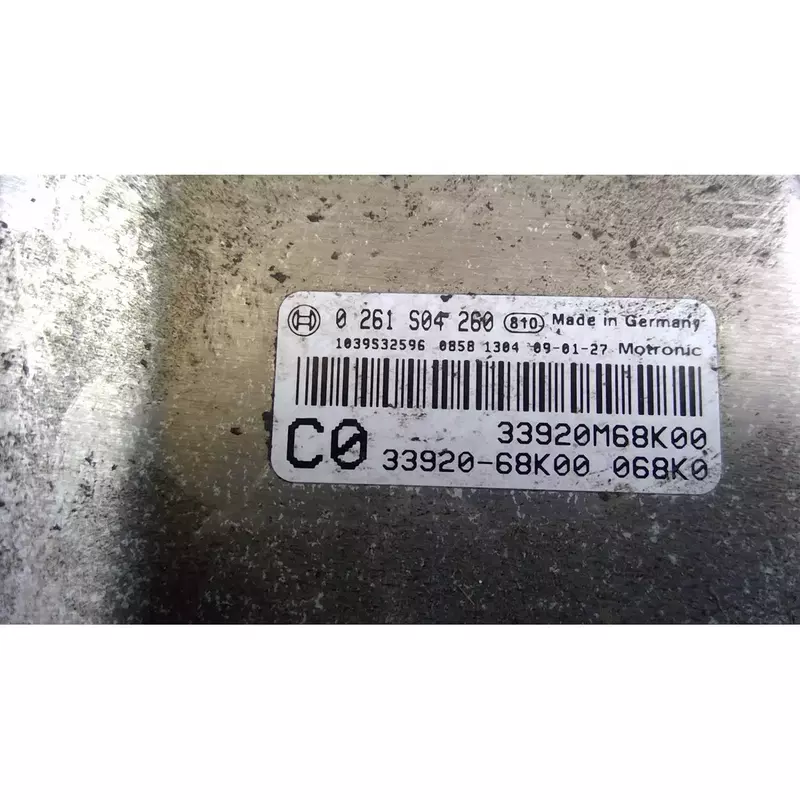 0 261 S04 260 810 Made in Germany
1039S32596 0858 1304 09-01-27 Motronic
33920M68K00
C0 33920-68K00 068K0